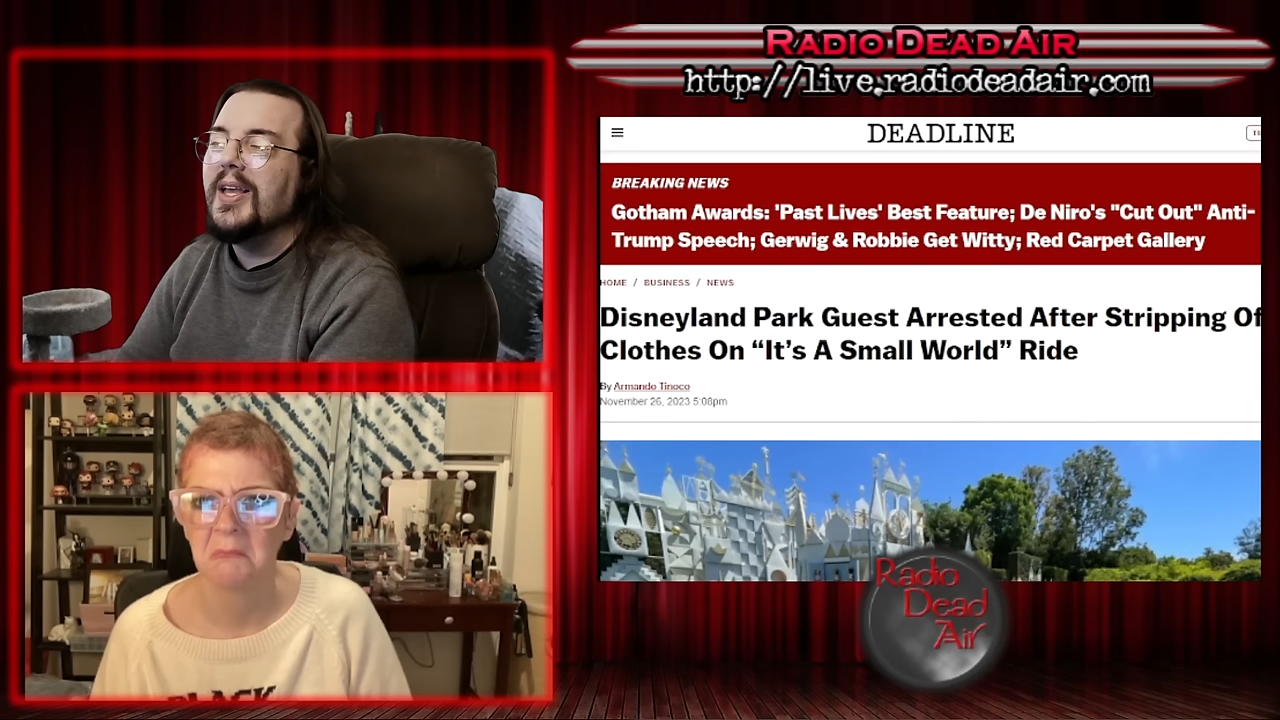 RADIO DEAD AIR
http://live.radiodeadair.com
DEADLINE
BREAKING NEWS
Gotham Awards: 'Past Lives' Best Feature; De Niro's "Cut Out" Anti-
Trump Speech; Gerwig & Robbie Get Witty; Red Carpet Gallery
HOME / BUSINESS / NEWS
Disneyland Park Guest Arrested After Stripping Of
Clothes On “It’s A Small World” Ride
By Armando Tinoco
November 26, 2023 5:08pm
Radio
Dead
Air
BLACK